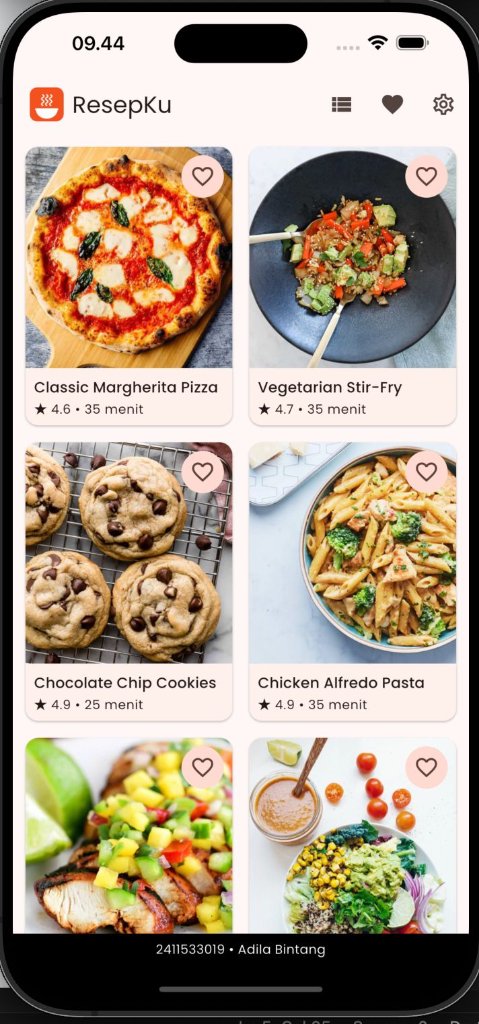 09.44
ResepKu
Classic Margherita Pizza
★ 4.6 • 35 menit
Vegetarian Stir-Fry
★ 4.7 • 35 menit
Chocolate Chip Cookies
★ 4.9 • 25 menit
Chicken Alfredo Pasta
★ 4.9 • 35 menit
2411533019 • Adila Bintang